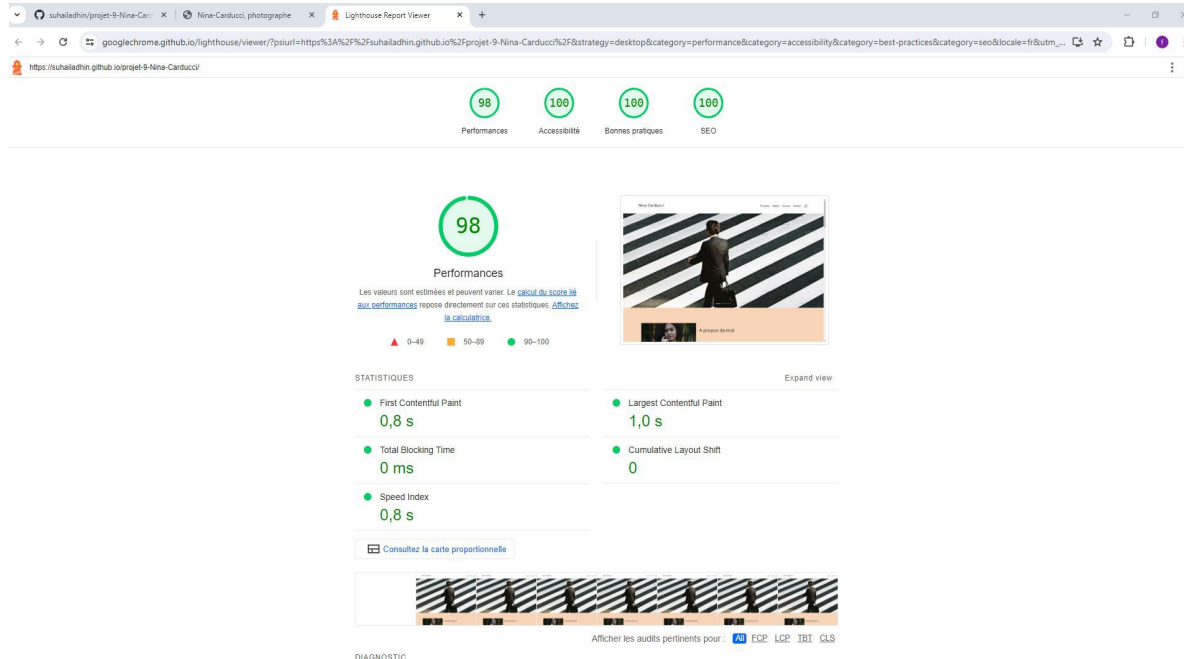 suhailadhin/projet-9-Nina-Card
Nina-Carducci, photographe
Lighthouse Report Viewer
googlechrome.github.io/lighthouse/viewer/?psiurl=https%3A%2F%2Fsuhailadhin.github.io%2Fprojet-9-Nina-Carducci%2F&strategy=desktop&category=performance&category=accessibility&category=best-practices&category=seo&locale=fr&utm_...
https://suhailadhin.github.io/projet-9-Nina-Carducci/
98 100 100 100
Performances Accessibilité Bonnes pratiques SEO
98
Performances
Les valeurs sont estimées et peuvent varier. Le calcul du score lié
aux performances repose directement sur ces statistiques. Affichez
la calculatrice.
0–49 50–89 90–100
Nina Carducci
A propos de moi
STATISTIQUES Expand view
First Contentful Paint
0,8 s
Largest Contentful Paint
1,0 s
Total Blocking Time
0 ms
Cumulative Layout Shift
0
Speed Index
0,8 s
Consultez la carte proportionnelle
Afficher les audits pertinents pour : All FCP LCP TBT CLS
DIAGNOSTIC